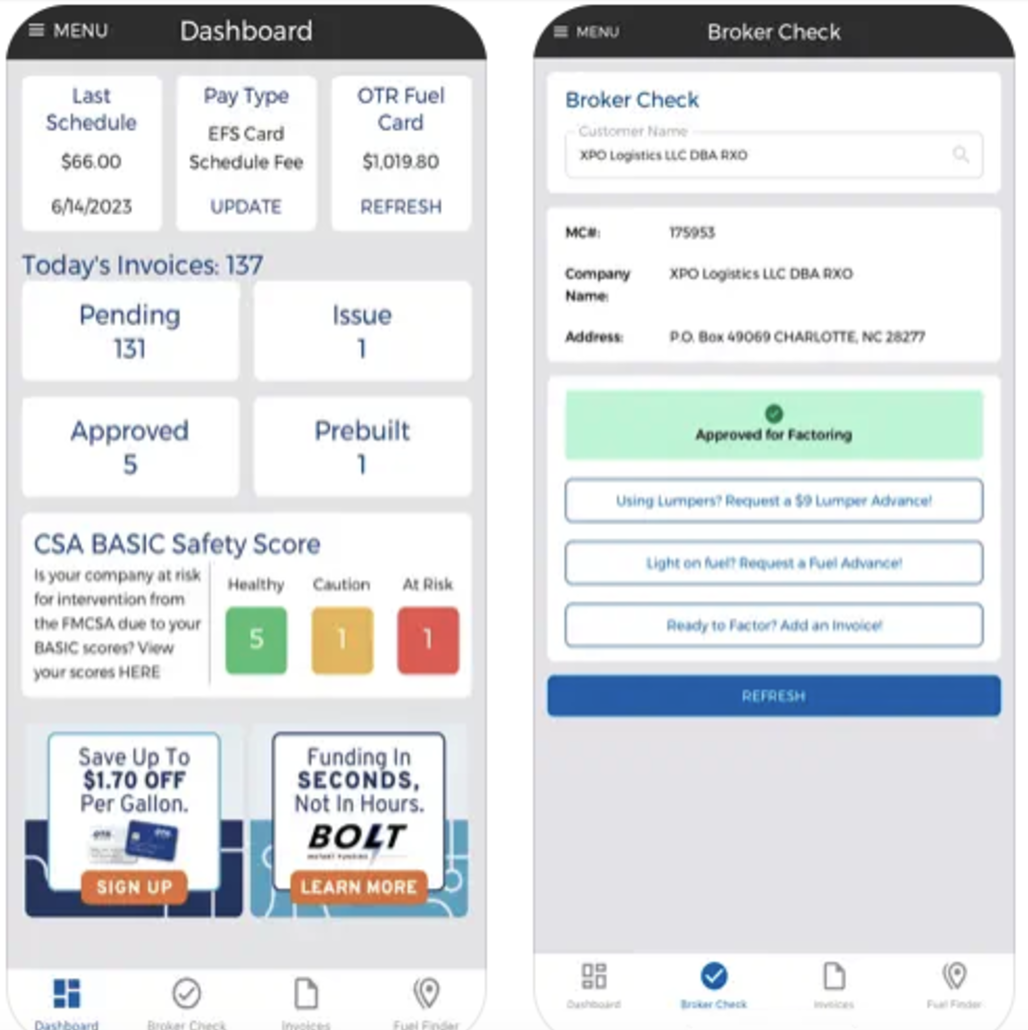 MENU
Dashboard
Last
Schedule
$66.00
6/14/2023
Pay Type
EFS Card
Schedule Fee
UPDATE
OTR Fuel
Card
$1,019.80
REFRESH
Today's Invoices: 137
Pending
131
Issue
1
Approved
5
Prebuilt
1
CSA BASIC Safety Score
Is your company at risk
for intervention from
the FMCSA due to your
BASIC scores? View
your scores HERE
Healthy
5
Caution
1
At Risk
1
Save Up To
$1.70 OFF
Per Gallon.
SIGN UP
Funding In
SECONDS,
Not In Hours.
BOLT
INSTANT FUNDING
LEARN MORE
Dashboard
Broker Check
Invoices
Fuel Finder
MENU
Broker Check
Broker Check
Customer Name
XPO Logistics LLC DBA RXO
MC#: 175953
Company XPO Logistics LLC DBA RXO
Name:
Address: P.O. Box 49069 CHARLOTTE, NC 28277
Approved for Factoring
Using Lumpers? Request a $9 Lumper Advance!
Light on fuel? Request a Fuel Advance!
Ready to Factor? Add an Invoice!
REFRESH
Dashboard
Broker Check
Invoices
Fuel Finder